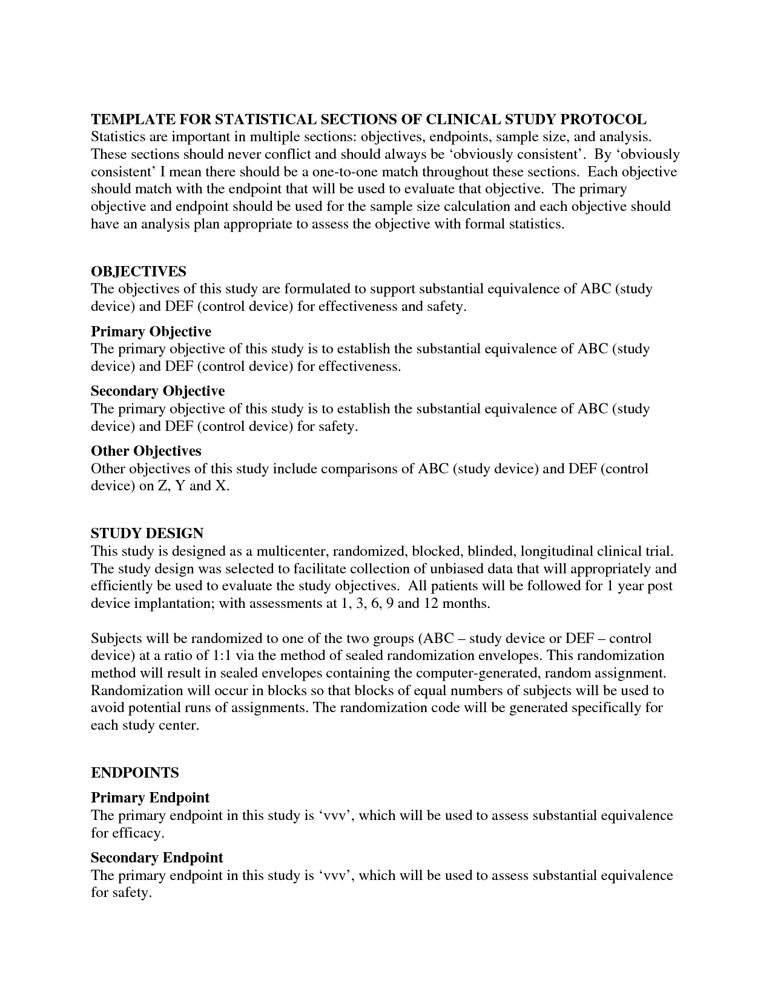 TEMPLATE FOR STATISTICAL SECTIONS OF CLINICAL STUDY PROTOCOL
Statistics are important in multiple sections: objectives, endpoints, sample size, and analysis.
These sections should never conflict and should always be ‘obviously consistent’.  By ‘obviously
consistent’ I mean there should be a one-to-one match throughout these sections.  Each objective
should match with the endpoint that will be used to evaluate that objective.  The primary
objective and endpoint should be used for the sample size calculation and each objective should
have an analysis plan appropriate to assess the objective with formal statistics.
OBJECTIVES
The objectives of this study are formulated to support substantial equivalence of ABC (study
device) and DEF (control device) for effectiveness and safety.
Primary Objective
The primary objective of this study is to establish the substantial equivalence of ABC (study
device) and DEF (control device) for effectiveness.
Secondary Objective
The primary objective of this study is to establish the substantial equivalence of ABC (study
device) and DEF (control device) for safety.
Other Objectives
Other objectives of this study include comparisons of ABC (study device) and DEF (control
device) on Z, Y and X.
STUDY DESIGN
This study is designed as a multicenter, randomized, blocked, blinded, longitudinal clinical trial.
The study design was selected to facilitate collection of unbiased data that will appropriately and
efficiently be used to evaluate the study objectives.  All patients will be followed for 1 year post
device implantation; with assessments at 1, 3, 6, 9 and 12 months.
Subjects will be randomized to one of the two groups (ABC – study device or DEF – control
device) at a ratio of 1:1 via the method of sealed randomization envelopes. This randomization
method will result in sealed envelopes containing the computer-generated, random assignment.
Randomization will occur in blocks so that blocks of equal numbers of subjects will be used to
avoid potential runs of assignments. The randomization code will be generated specifically for
each study center.
ENDPOINTS
Primary Endpoint
The primary endpoint in this study is ‘vvv’, which will be used to assess substantial equivalence
for efficacy.
Secondary Endpoint
The primary endpoint in this study is ‘vvv’, which will be used to assess substantial equivalence
for safety.